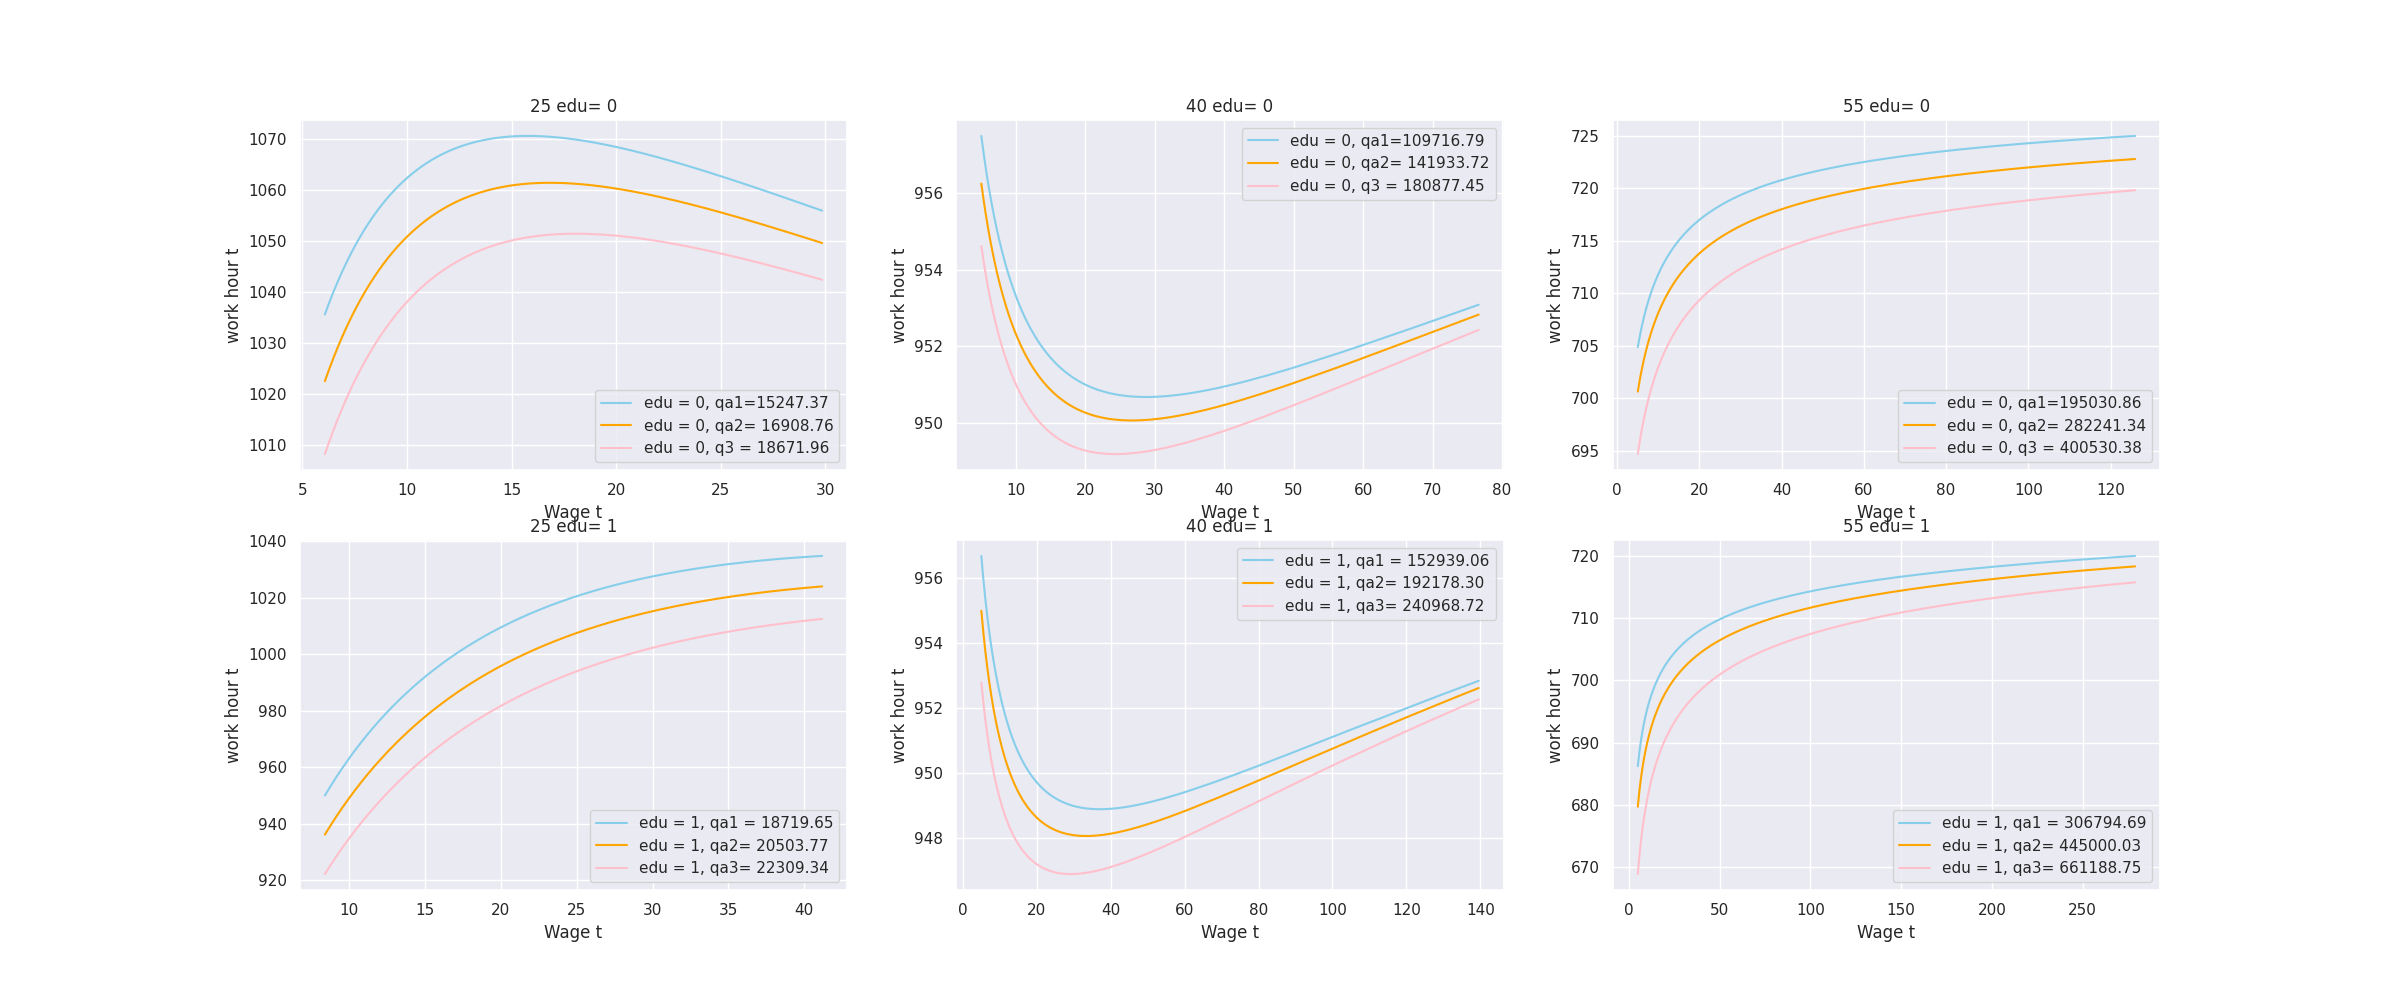 25 edu= 0
1070
1060
1050
1040
1030
1020
1010
work hour t
edu = 0, qa1=15247.37
edu = 0, qa2= 16908.76
edu = 0, q3 = 18671.96
5 10 15 20 25 30
Wage t
40 edu= 0
956
954
952
950
work hour t
edu = 0, qa1=109716.79
edu = 0, qa2= 141933.72
edu = 0, q3 = 180877.45
10 20 30 40 50 60 70 80
Wage t
55 edu= 0
725
720
715
710
705
700
695
work hour t
edu = 0, qa1=195030.86
edu = 0, qa2= 282241.34
edu = 0, q3 = 400530.38
0 20 40 60 80 100 120
Wage t
25 edu= 1
1040
1020
1000
980
960
940
920
work hour t
edu = 1, qa1 = 18719.65
edu = 1, qa2= 20503.77
edu = 1, qa3= 22309.34
10 15 20 25 30 35 40
Wage t
40 edu= 1
956
954
952
950
948
work hour t
edu = 1, qa1 = 152939.06
edu = 1, qa2= 192178.30
edu = 1, qa3= 240968.72
0 20 40 60 80 100 120 140
Wage t
55 edu= 1
720
710
700
690
680
670
work hour t
edu = 1, qa1 = 306794.69
edu = 1, qa2= 445000.03
edu = 1, qa3= 661188.75
0 50 100 150 200 250
Wage t